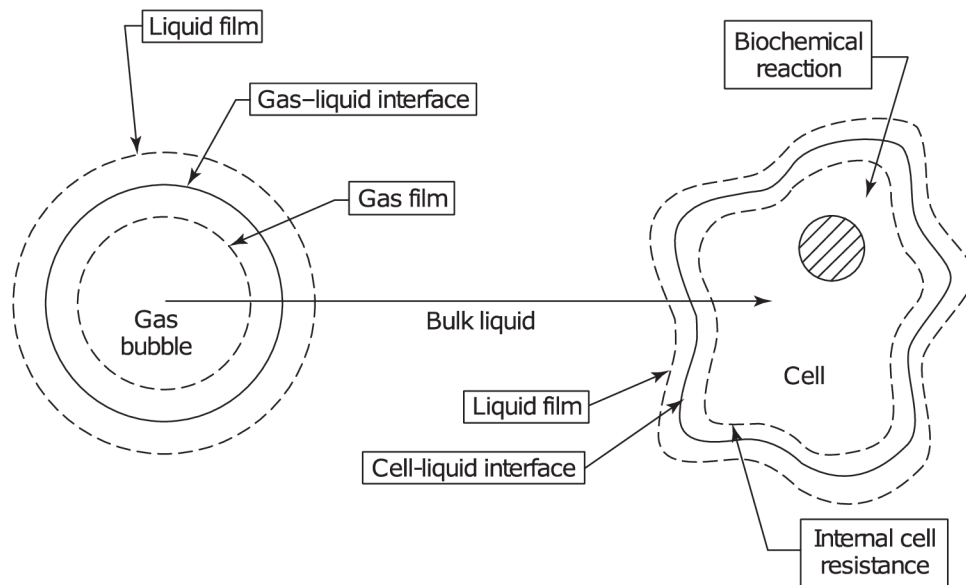 Liquid film
Gas–liquid interface
Gas film
Gas
bubble
Bulk liquid
Biochemical
reaction
Cell
Liquid film
Cell-liquid interface
Internal cell
resistance